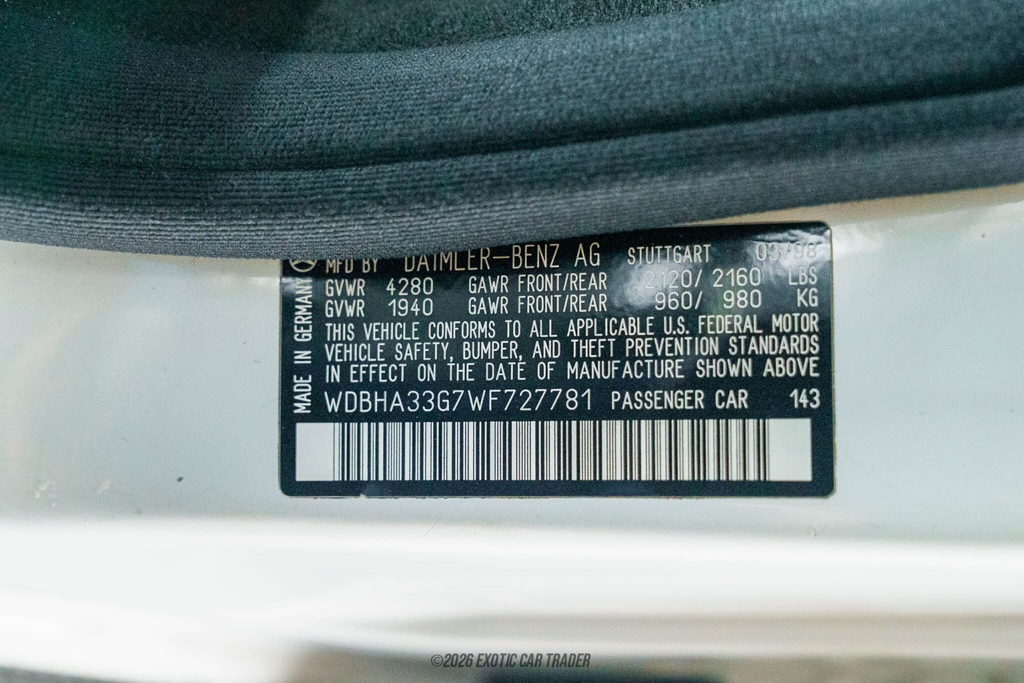 MFD BY DAIMLER-BENZ AG STUTTGART 03/98
GVWR 4280 GAWR FRONT/REAR 2120/ 2160 LBS
GVWR 1940 GAWR FRONT/REAR 960/ 980 KG
THIS VEHICLE CONFORMS TO ALL APPLICABLE U.S. FEDERAL MOTOR
VEHICLE SAFETY, BUMPER, AND THEFT PREVENTION STANDARDS
IN EFFECT ON THE DATE OF MANUFACTURE SHOWN ABOVE
WDBHA33G7WF727781 PASSENGER CAR 143
MADE IN GERMANY
©2026 EXOTIC CAR TRADER